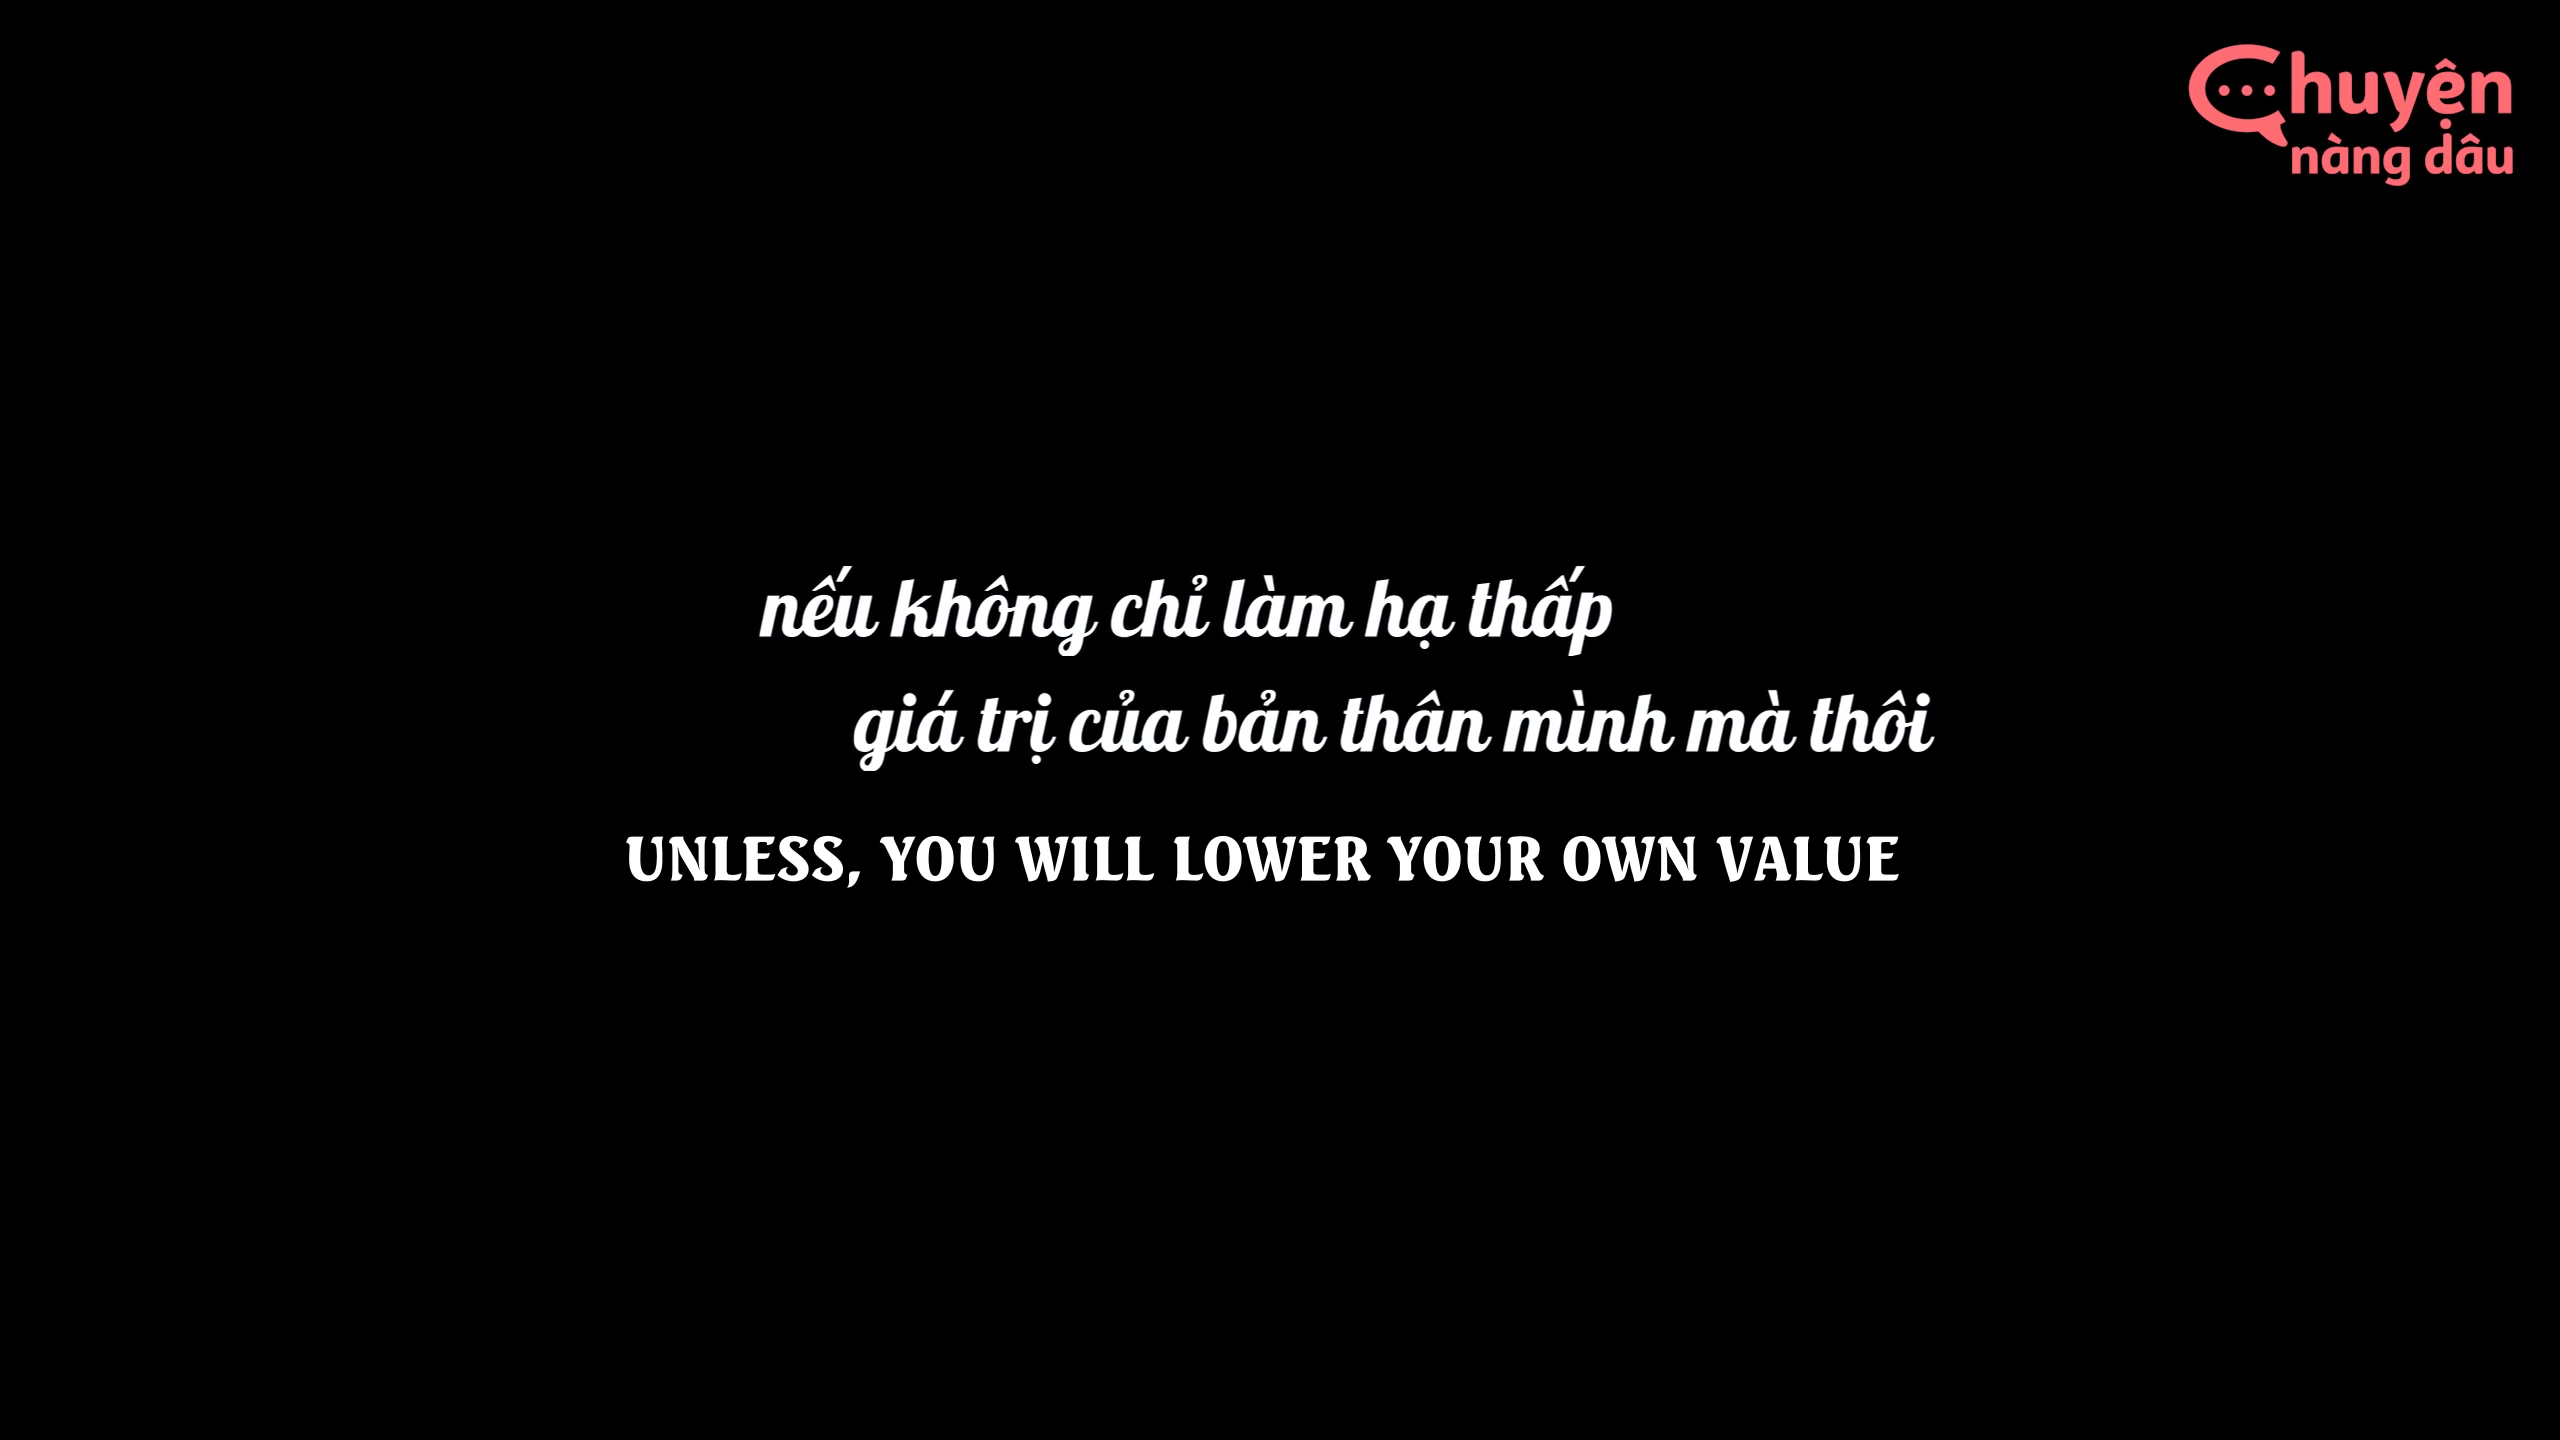 Chuyện
nàng dâu
nếu không chỉ làm hạ thấp
giá trị của bản thân mình mà thôi
UNLESS, YOU WILL LOWER YOUR OWN VALUE